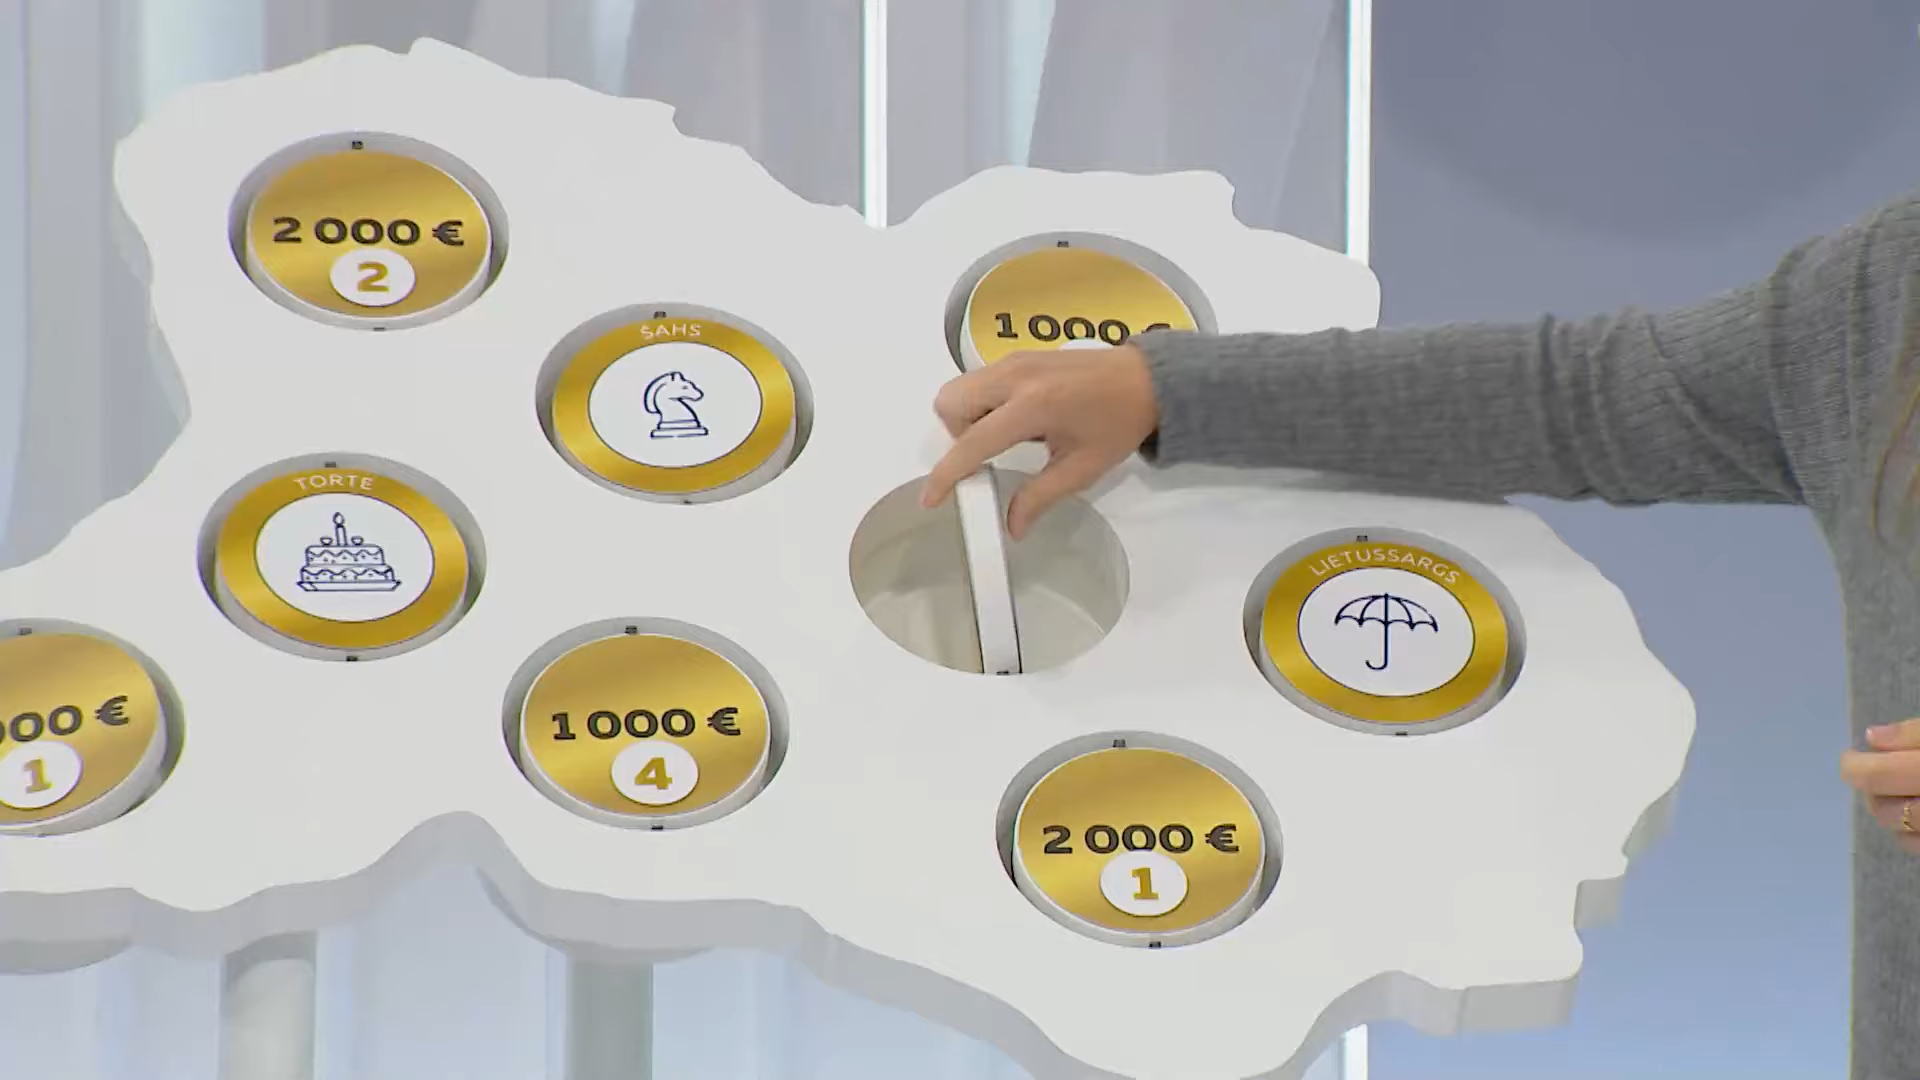 2 000 €
2
ŠAHS
1 000 €
TORTE
LIETUSSARGS
000 €
1
1 000 €
4
2 000 €
1